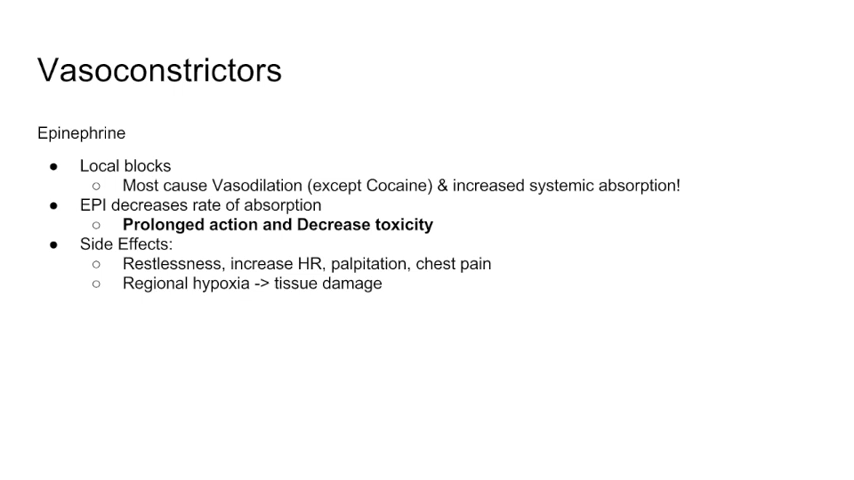 Vasoconstrictors
Epinephrine
● Local blocks
○ Most cause Vasodilation (except Cocaine) & increased systemic absorption!
● EPI decreases rate of absorption
○ Prolonged action and Decrease toxicity
● Side Effects:
○ Restlessness, increase HR, palpitation, chest pain
○ Regional hypoxia -> tissue damage